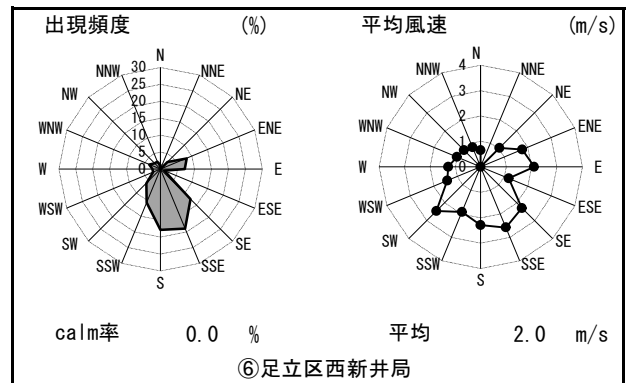 出現頻度 (%) 平均風速 (m/s)
N N
NNW NNE NNW NNE
NW NE NW NE
WNW ENE WNW ENE
W E W E
WSW ESE WSW ESE
SW SE SW SE
SSW SSE SSW SSE
S S
30
25
20
15
10
5
0
4
3
2
1
0
calm率 0.0 % 平均 2.0 m/s
⑥足立区西新井局